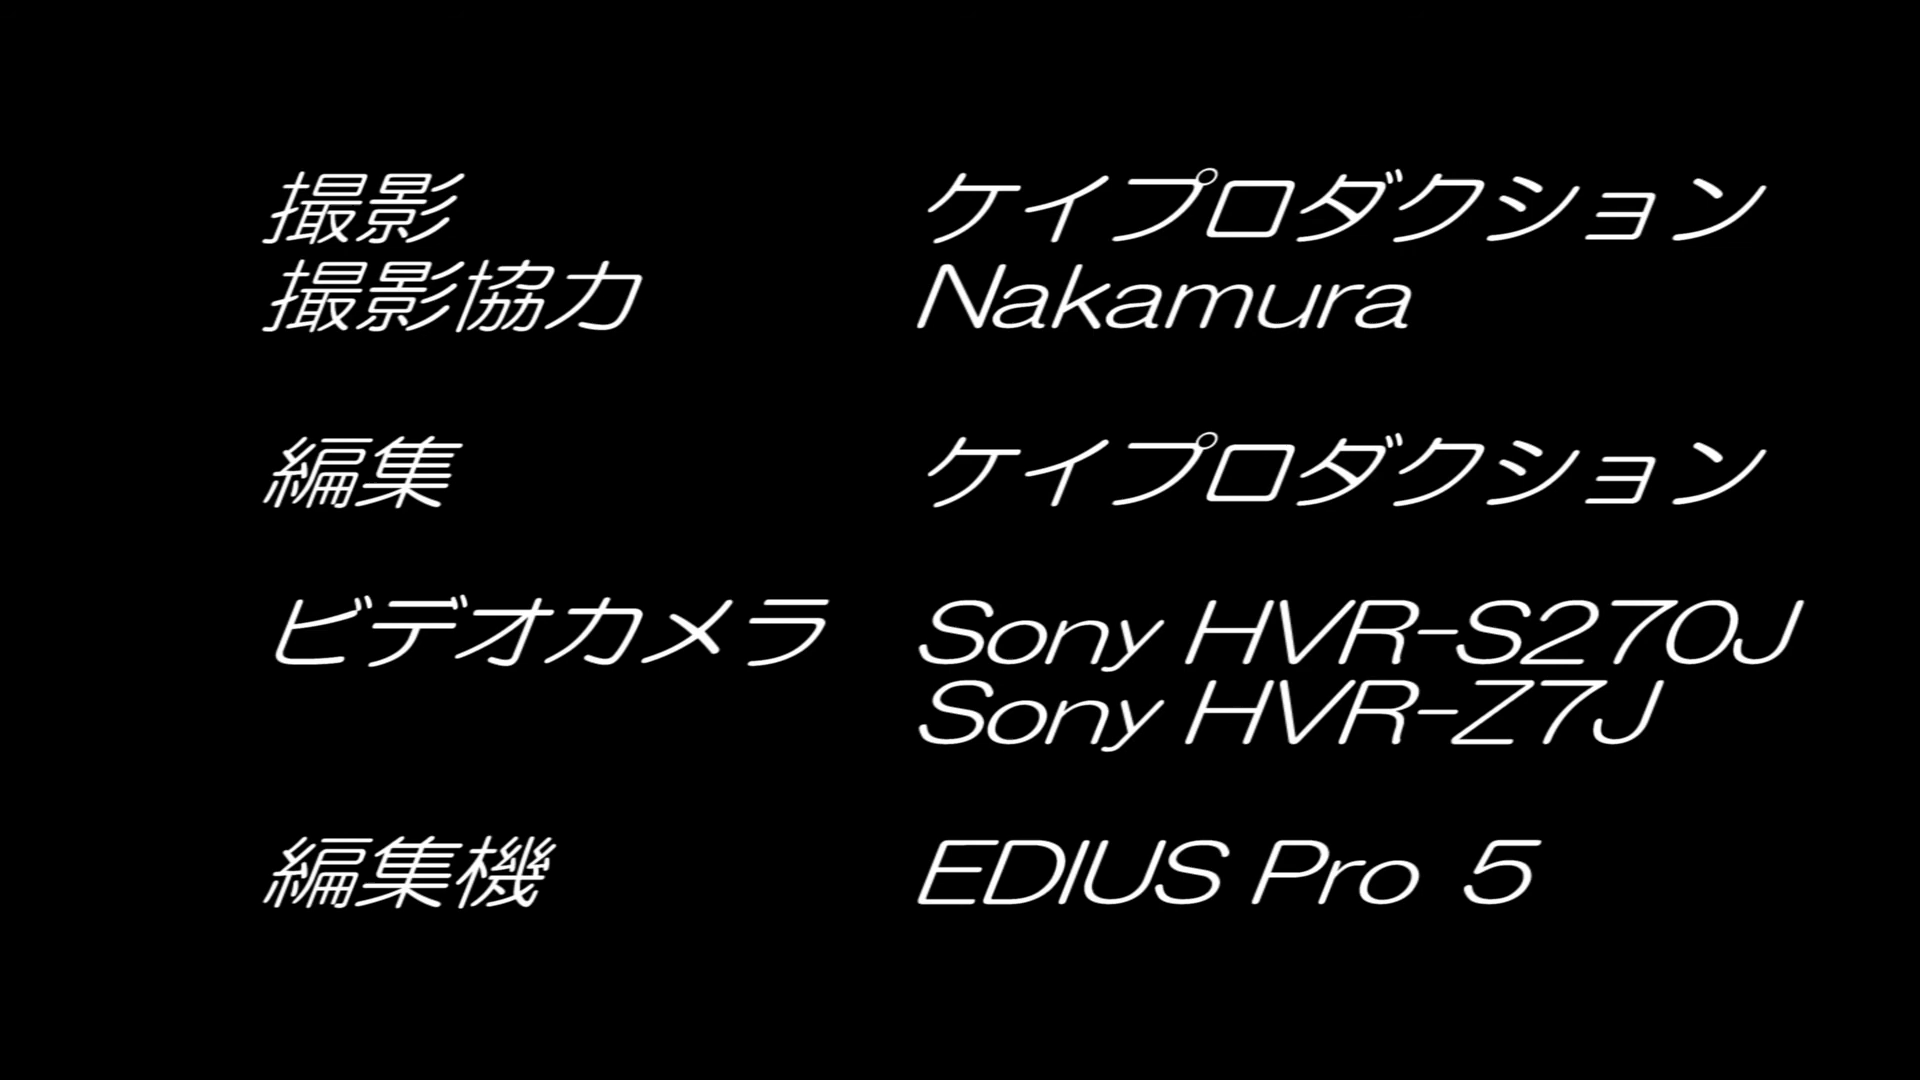 撮影 ケイプロダクション
撮影協力 Nakamura
編集 ケイプロダクション
ビデオカメラ Sony HVR-S270J
Sony HVR-Z7J
編集機 EDIUS Pro 5